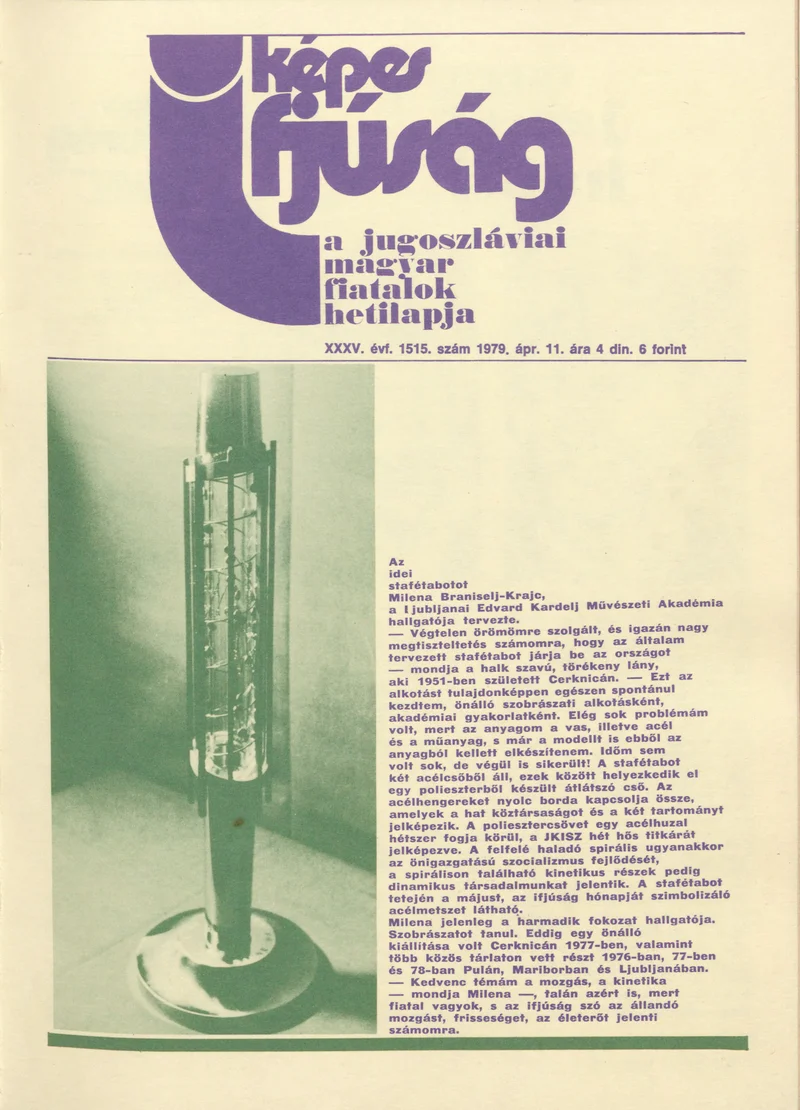 képes
ifjúság
a jugoszláviai
magyar
fiatalok
hetilapja
XXXV. évf. 1515. szám 1979. ápr. 11. ára 4 din. 6 forint
Az
idei
stafétabotot
Milena Braniselj-Krajc,
a ljubljanai Edvard Kardelj Müvészeti Akadémia
hallgatója tervezte.
— Végtelen örömömre szolgált, és igazán nagy
megtiszteltetés számomra, hogy az általam
tervezett stafétabot járja be az országot
— mondja a halk szavú, törékeny lány,
aki 1951-ben született Cerknicán. — Ezt az
alkotást tulajdonképpen egészen spontánul
kezdtem, önálló szobrászati alkotásként,
akadémiai gyakorlatként. Elég sok problémám
volt, mert az anyagom a vas, illetve acél
és a müanyag, s már a modellt is ebböl az
anyagból kellett elkészítenem. Idöm sem
volt sok, de végül is sikerült! A stafétabot
két acélcsöböl áll, ezek között helyezkedik el
egy poliészterböl készült átlátszó csö. Az
acélhengereket nyolc borda kapcsolja össze,
amelyek a hat köztársaságot és a két tartományt
jelképezik. A poliésztercsövet egy acélhuzal
hétszer fogja körül, a JKISZ hét hös titkárát
jelképezve. A felfelé haladó spirális ugyanakkor
az önigazgatású szocializmus fejlödését,
a spirálison található kinetikus részek pedig
dinamikus társadalmunkat jelentik. A stafétabot
tetején a májust, az ifjúság hónapját szimbolizáló
acélmetszet látható.
Milena jelenleg a harmadik fokozat hallgatója.
Szobrászatot tanul. Eddig egy önálló
kiállítása volt Cerknicán 1977-ben, valamint
több közös tárlaton vett részt 1976-ban, 77-ben
és 78-ban Pulán, Mariborban és Ljubljanában.
— Kedvenc témám a mozgás, a kinetika
— mondja Milena —, talán azért is, mert
fiatal vagyok, s az ifjúság szó az állandó
mozgást, frisseséget, az életeröt jelenti
számomra.